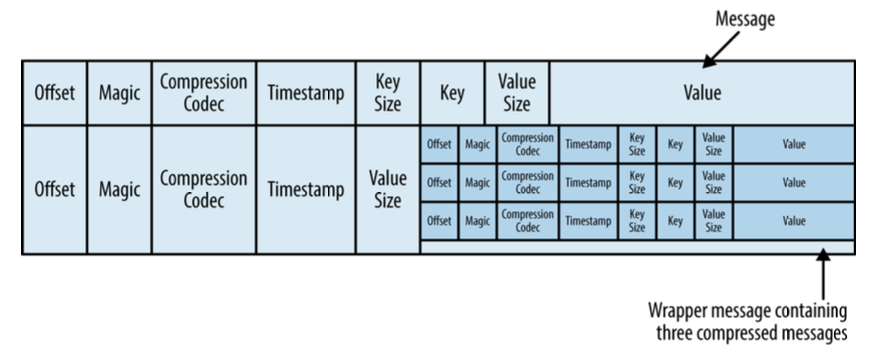 Message
Offset Magic Compression Codec Timestamp Key Size Key Value Size Value
Offset Magic Compression Codec Timestamp Value Size
Offset Magic Compression Codec Timestamp Key Size Key Value Size Value
Offset Magic Compression Codec Timestamp Key Size Key Value Size Value
Offset Magic Compression Codec Timestamp Key Size Key Value Size Value
Wrapper message containing
three compressed messages